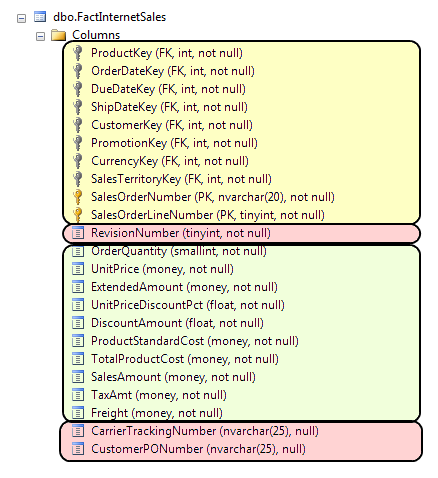 dbo.FactInternetSales
Columns
ProductKey (FK, int, not null)
OrderDateKey (FK, int, not null)
DueDateKey (FK, int, not null)
ShipDateKey (FK, int, not null)
CustomerKey (FK, int, not null)
PromotionKey (FK, int, not null)
CurrencyKey (FK, int, not null)
SalesTerritoryKey (FK, int, not null)
SalesOrderNumber (PK, nvarchar(20), not null)
SalesOrderLineNumber (PK, tinyint, not null)
RevisionNumber (tinyint, not null)
OrderQuantity (smallint, not null)
UnitPrice (money, not null)
ExtendedAmount (money, not null)
UnitPriceDiscountPct (float, not null)
DiscountAmount (float, not null)
ProductStandardCost (money, not null)
TotalProductCost (money, not null)
SalesAmount (money, not null)
TaxAmt (money, not null)
Freight (money, not null)
CarrierTrackingNumber (nvarchar(25), null)
CustomerPONumber (nvarchar(25), null)